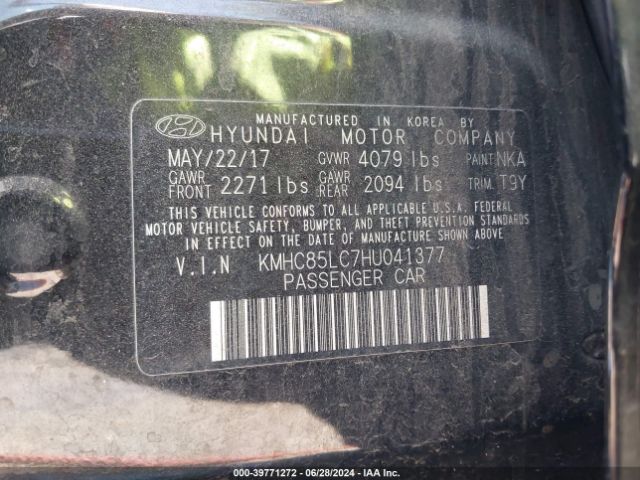 MANUFACTURED IN KOREA BY
HYUNDAI MOTOR COMPANY
MAY/22/17 GVWR 4079 lbs PAINT: NKA
GAWR FRONT 2271 lbs GAWR REAR 2094 lbs TRIM: T9Y
THIS VEHICLE CONFORMS TO ALL APPLICABLE U.S.A. FEDERAL
MOTOR VEHICLE SAFETY, BUMPER, AND THEFT PREVENTION STANDARDS
IN EFFECT ON THE DATE OF MANUFACTURE SHOWN ABOVE.
V.I.N KMHC85LC7HU041377
PASSENGER CAR
000-39771272 | 06/28/2024 | IAA Inc.